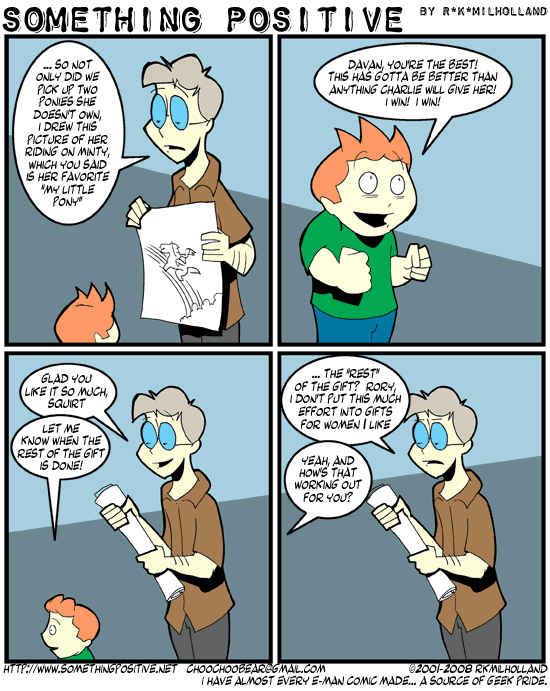 SOMETHING POSITIVE
BY R*K*MILHOLLAND
... SO NOT
ONLY DID WE
PICK UP TWO
PONIES SHE
DOESN'T OWN,
I DREW THIS
PICTURE OF HER
RIDING ON MINTY,
WHICH YOU SAID
IS HER FAVORITE
"MY LITTLE
PONY"
DAVAN, YOU'RE THE BEST!
THIS HAS GOTTA BE BETTER THAN
ANYTHING CHARLIE WILL GIVE HER!
I WIN! I WIN!
GLAD YOU
LIKE IT SO MUCH,
SQUIRT
LET ME
KNOW WHEN THE
REST OF THE GIFT
IS DONE!
... THE "REST"
OF THE GIFT? RORY,
I DON'T PUT THIS MUCH
EFFORT INTO GIFTS
FOR WOMEN I LIKE
YEAH, AND
HOW'S THAT
WORKING OUT
FOR YOU?
HTTP://WWW.SOMETHINGPOSITIVE.NET CHOOCHOOBEAR@GMAIL.COM ©2001-2008 RKMILHOLLAND
I HAVE ALMOST EVERY E-MAN COMIC MADE... A SOURCE OF GEEK PRIDE.